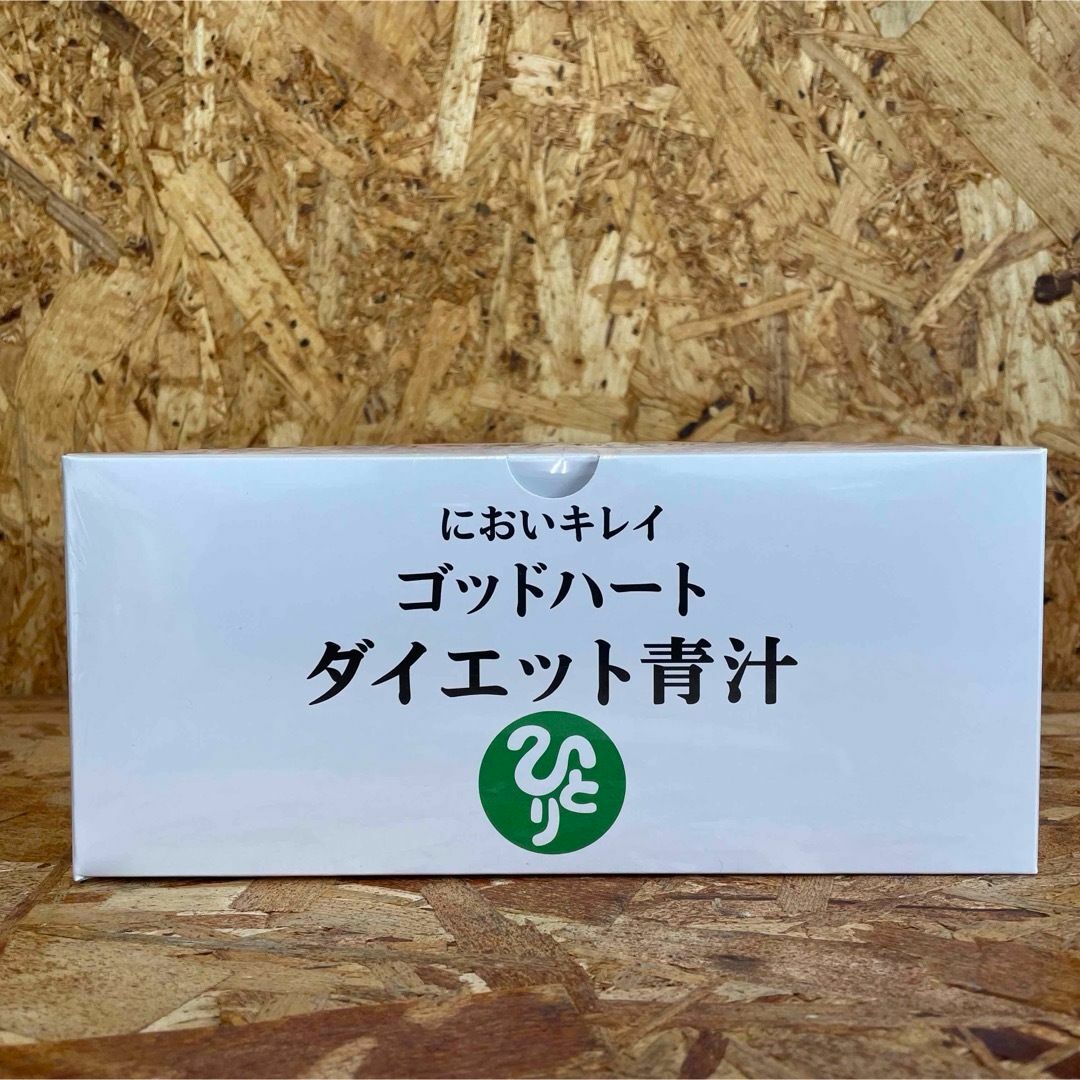 においキレイ
ゴッドハート
ダイエット青汁
ひとり